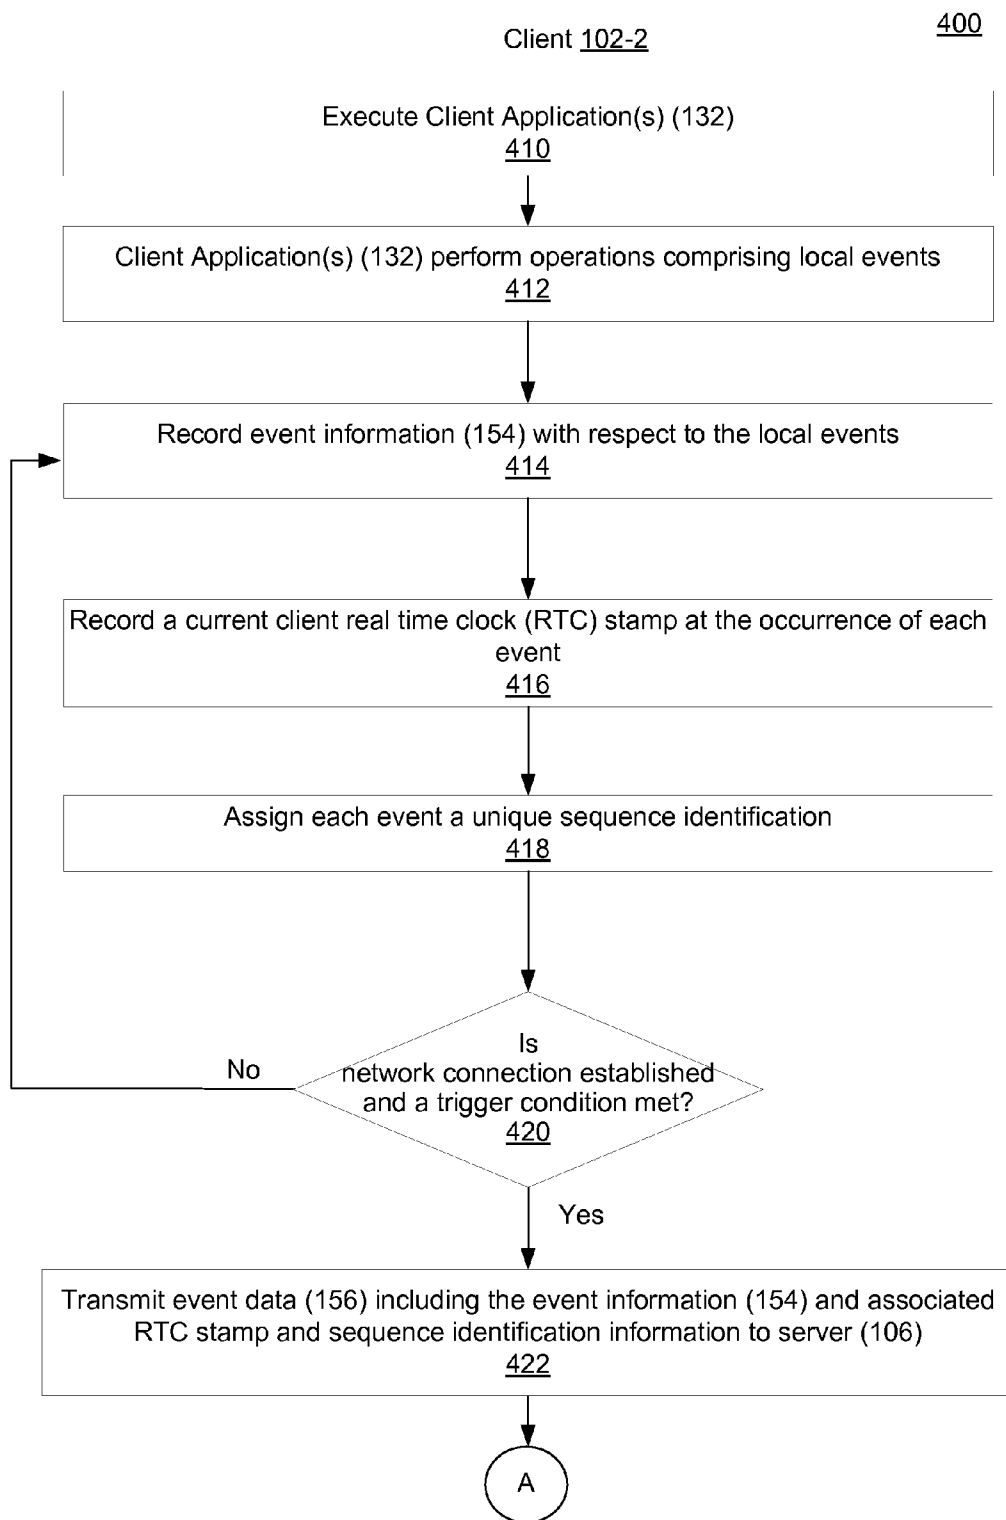 400
Client 102-2
Execute Client Application(s) (132)
410
Client Application(s) (132) perform operations comprising local events
412
Record event information (154) with respect to the local events
414
Record a current client real time clock (RTC) stamp at the occurrence of each
event
416
Assign each event a unique sequence identification
418
Is
network connection established
and a trigger condition met?
420
No
Yes
Transmit event data (156) including the event information (154) and associated
RTC stamp and sequence identification information to server (106)
422
A